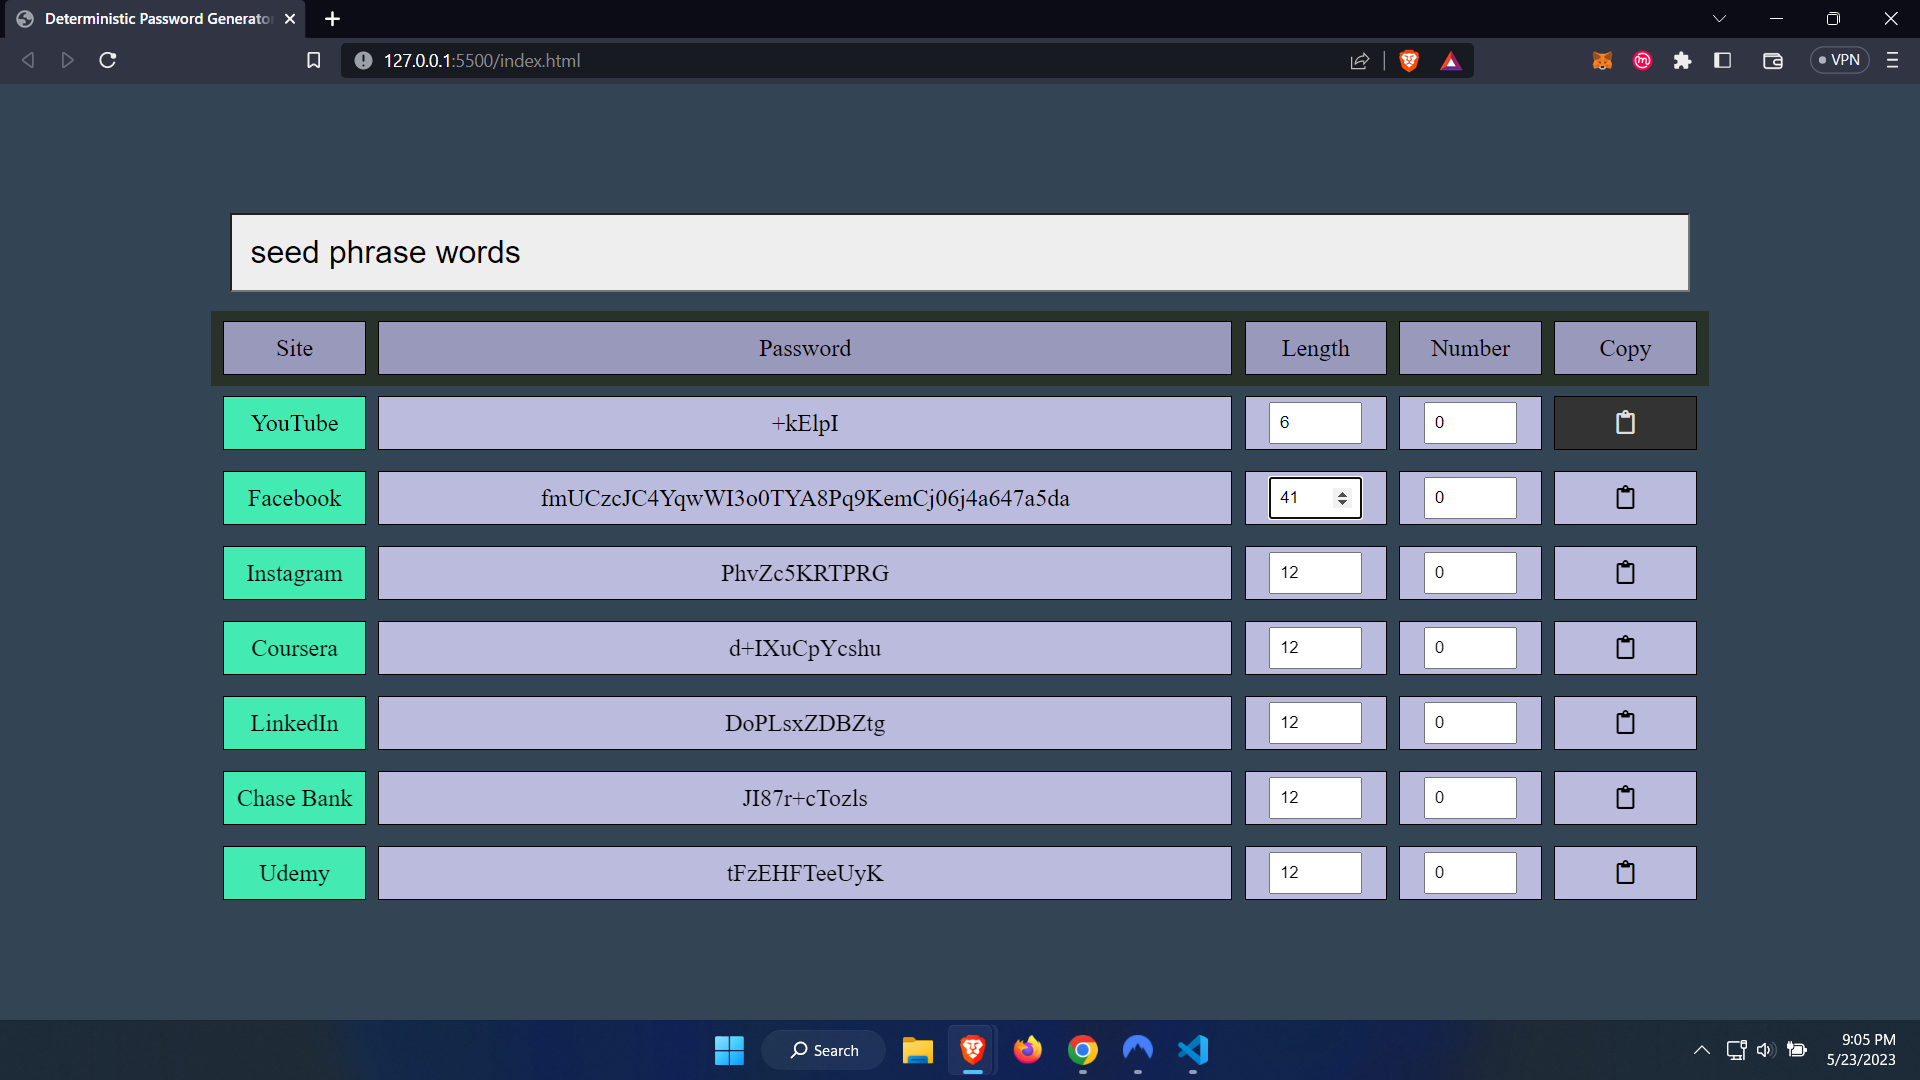 Deterministic Password Generato
127.0.0.1:5500/index.html
VPN
seed phrase words
Site Password Length Number Copy
YouTube +kElpI 6 0
Facebook fmUCzcJC4YqwWI3o0TYA8Pq9KemCj06j4a647a5da 41 0
Instagram PhvZc5KRTPRG 12 0
Coursera d+IXuCpYcshu 12 0
LinkedIn DoPLsxZDBZtg 12 0
Chase Bank JI87r+cTozls 12 0
Udemy tFzEHFTeeUyK 12 0
Search
9:05 PM
5/23/2023